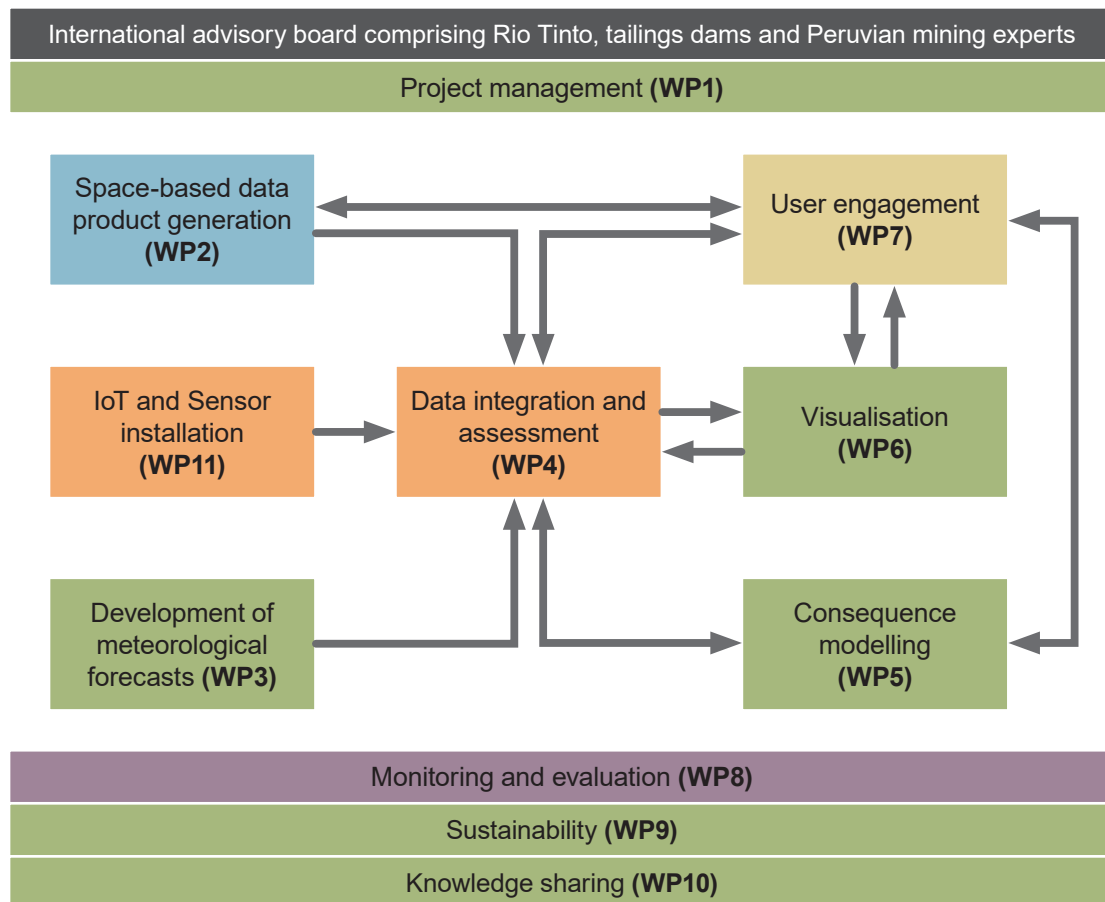 International advisory board comprising Rio Tinto, tailings dams and Peruvian mining experts
Project management (WP1)
Space-based data
product generation
(WP2)
User engagement
(WP7)
IoT and Sensor
installation
(WP11)
Data integration and
assessment
(WP4)
Visualisation
(WP6)
Development of
meteorological
forecasts (WP3)
Consequence
modelling
(WP5)
Monitoring and evaluation (WP8)
Sustainability (WP9)
Knowledge sharing (WP10)